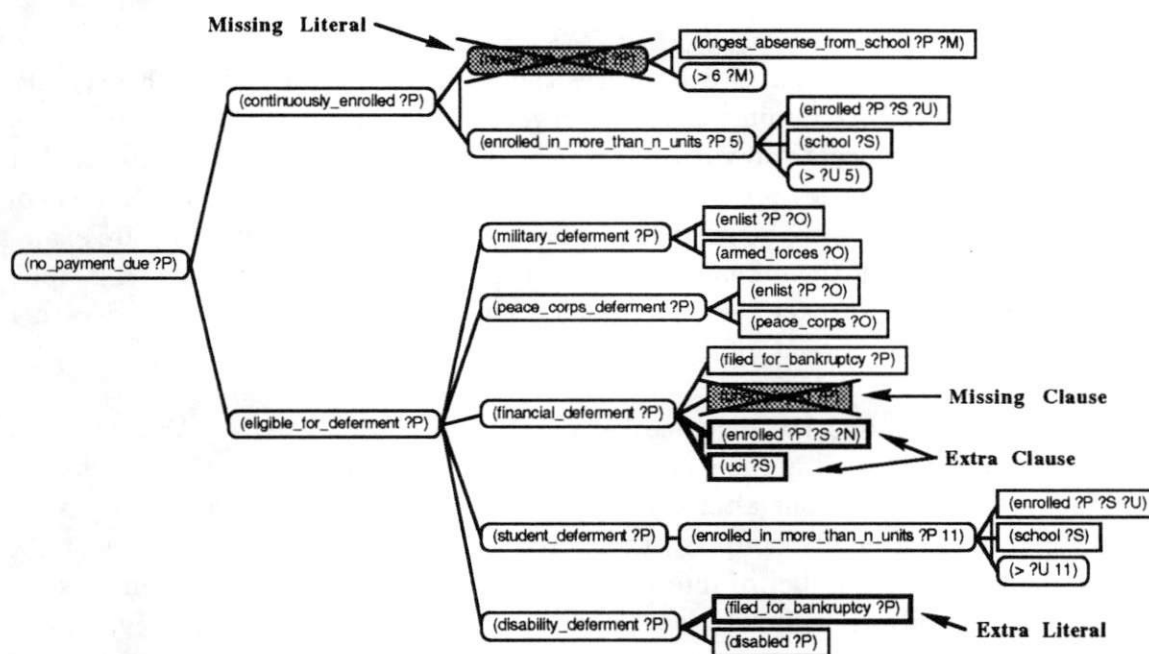 Missing Literal
(longest_absense_from_school ?P ?M)
(> 6 ?M)
(continuously_enrolled ?P)
(enrolled ?P ?S ?U)
(enrolled_in_more_than_n_units ?P 5)
(school ?S)
(> ?U 5)
(enlist ?P ?O)
(military_deferment ?P)
(armed_forces ?O)
(no_payment_due ?P)
(enlist ?P ?O)
(peace_corps_deferment ?P)
(peace_corps ?O)
(filed_for_bankruptcy ?P)
Missing Clause
(eligible_for_deferment ?P)
(financial_deferment ?P)
(enrolled ?P ?S ?N)
Extra Clause
(uci ?S)
(enrolled ?P ?S ?U)
(student_deferment ?P)
(enrolled_in_more_than_n_units ?P 11)
(school ?S)
(> ?U 11)
(filed_for_bankruptcy ?P)
(disability_deferment ?P)
Extra Literal
(disabled ?P)